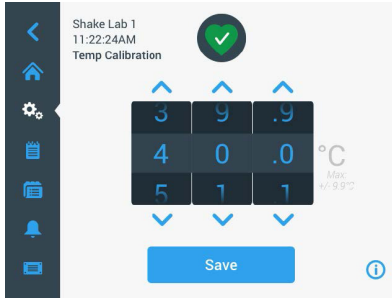 Shake Lab 1
11:22:24AM
Temp Calibration
3 9 .9
4 0 .0 °C
Max:
+/- 9.9°C
5 1 .1
Save